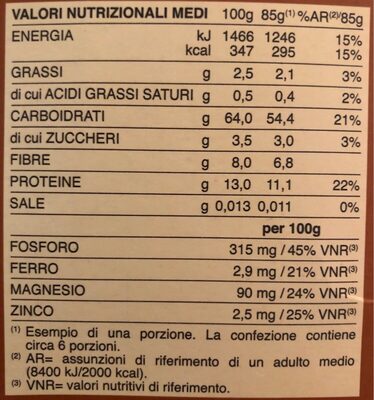 VALORI NUTRIZIONALI MEDI 100g 85g(1) %AR(2)/85g
ENERGIA kJ 1466 1246 15%
kcal 347 295 15%
GRASSI g 2,5 2,1 3%
di cui ACIDI GRASSI SATURI g 0,5 0,4 2%
CARBOIDRATI g 64,0 54,4 21%
di cui ZUCCHERI g 3,5 3,0 3%
FIBRE g 8,0 6,8
PROTEINE g 13,0 11,1 22%
SALE g 0,013 0,011 0%
per 100g
FOSFORO 315 mg / 45% VNR(3)
FERRO 2,9 mg / 21% VNR(3)
MAGNESIO 90 mg / 24% VNR(3)
ZINCO 2,5 mg / 25% VNR(3)
(1) Esempio di una porzione. La confezione contiene
circa 6 porzioni.
(2) AR= assunzioni di riferimento di un adulto medio
(8400 kJ/2000 kcal).
(3) VNR= valori nutritivi di riferimento.